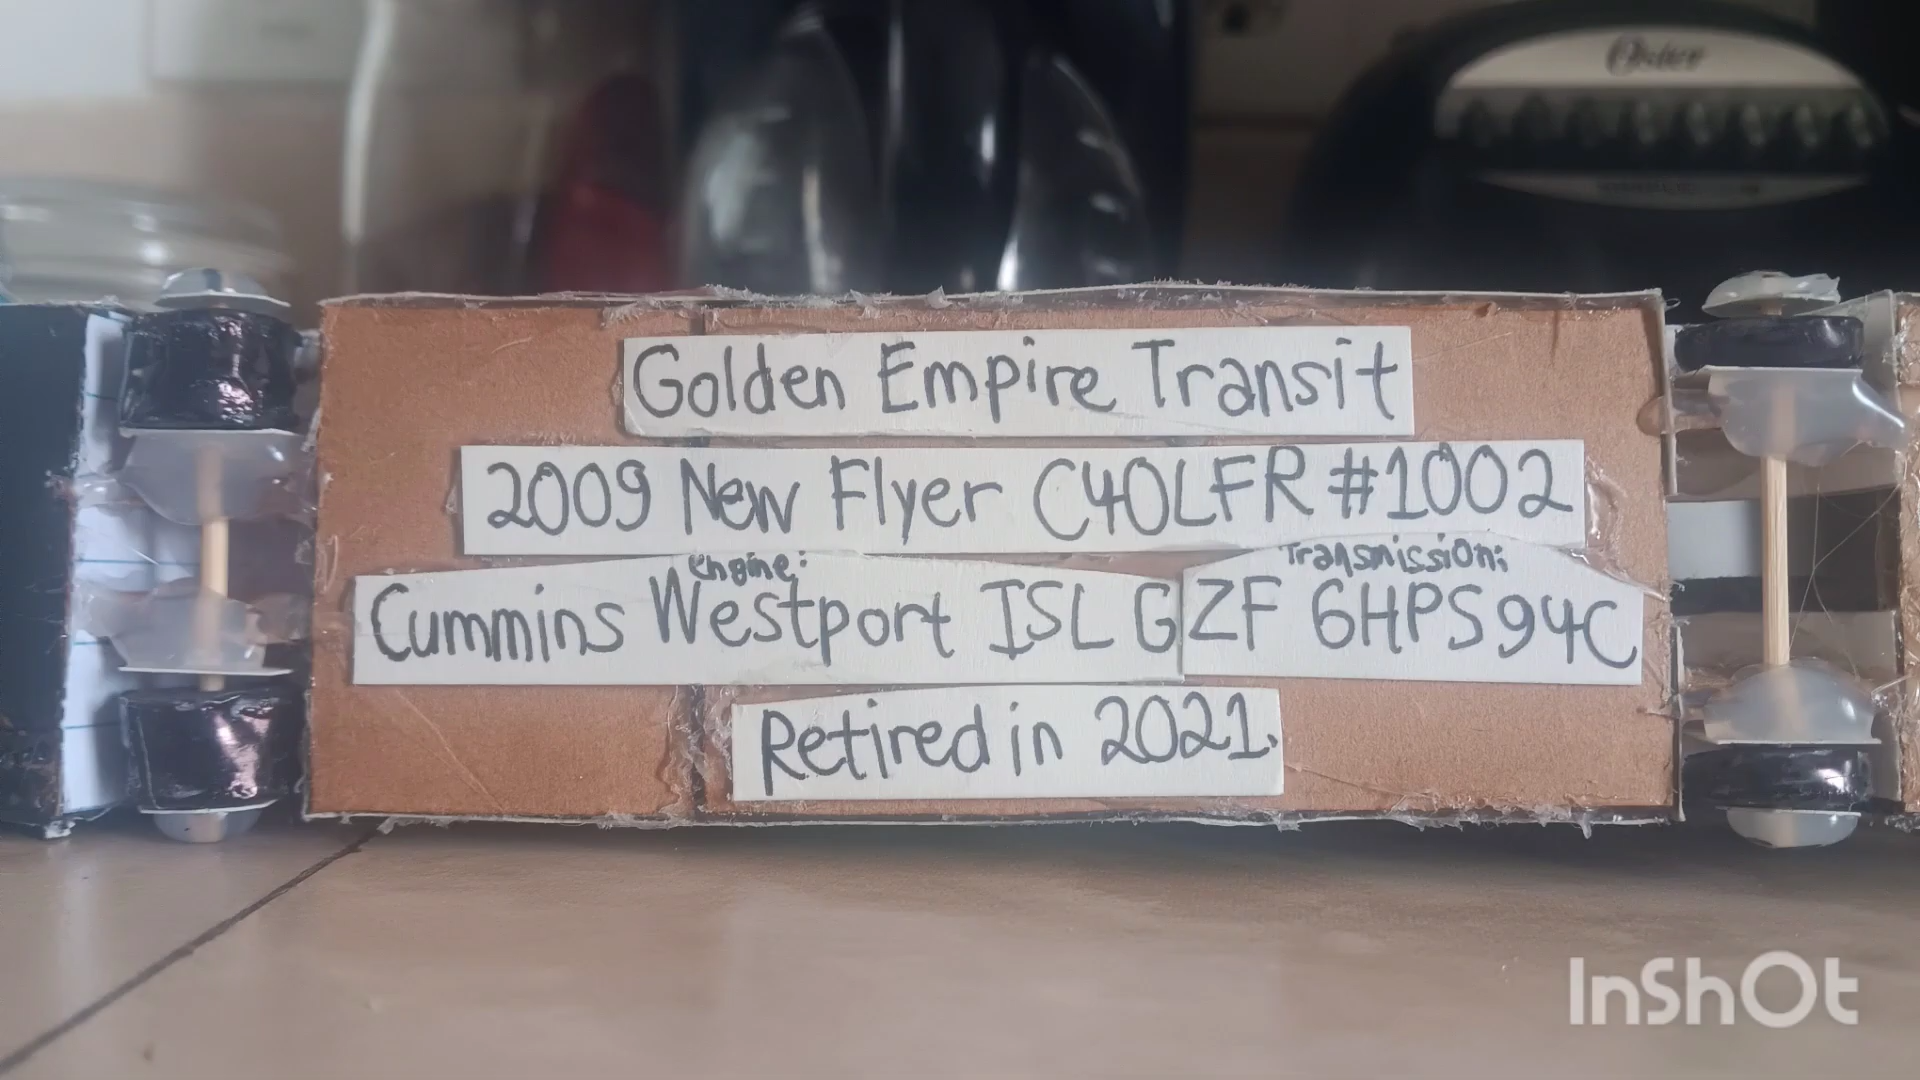 Oster
Golden Empire Transit
2009 New Flyer C40LFR #1002
engine:
Cummins Westport ISL G
Transmission:
ZF 6HPS94C
Retired in 2021.
InShOt